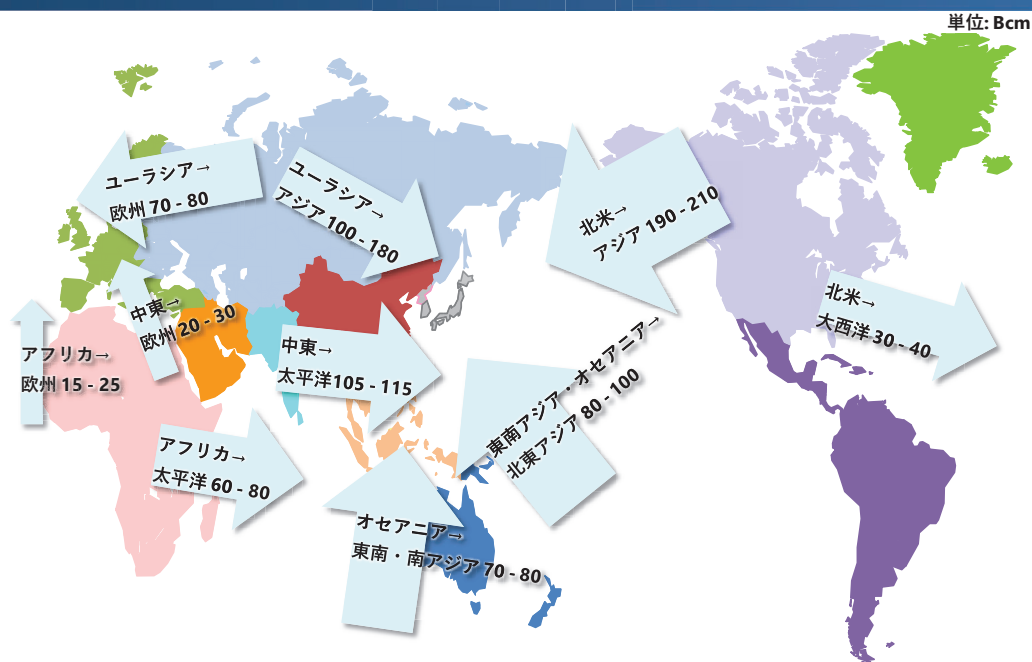 単位: Bcm
ユーラシア→
欧州 70 - 80
ユーラシア→
アジア 100 - 180
北米→
アジア 190 - 210
北米→
大西洋 30 - 40
中東→
欧州 20 - 30
アフリカ→
欧州 15 - 25
中東→
太平洋105 - 115
東南アジア・オセアニア→
北東アジア 80 - 100
アフリカ→
太平洋 60 - 80
オセアニア→
東南・南アジア 70 - 80